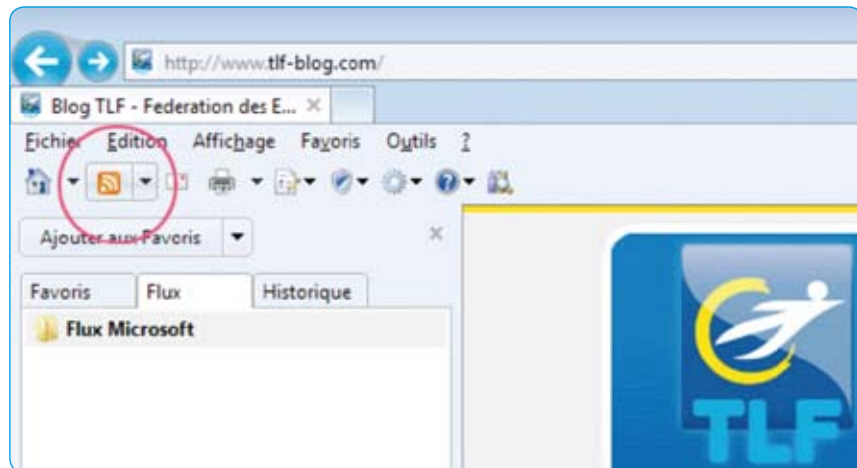 http://www.tlf-blog.com/
Blog TLF - Federation des E...
Fichier Edition Affichage Favoris Outils ?
Ajouter aux Favoris
Favoris Flux Historique
Flux Microsoft
TLF